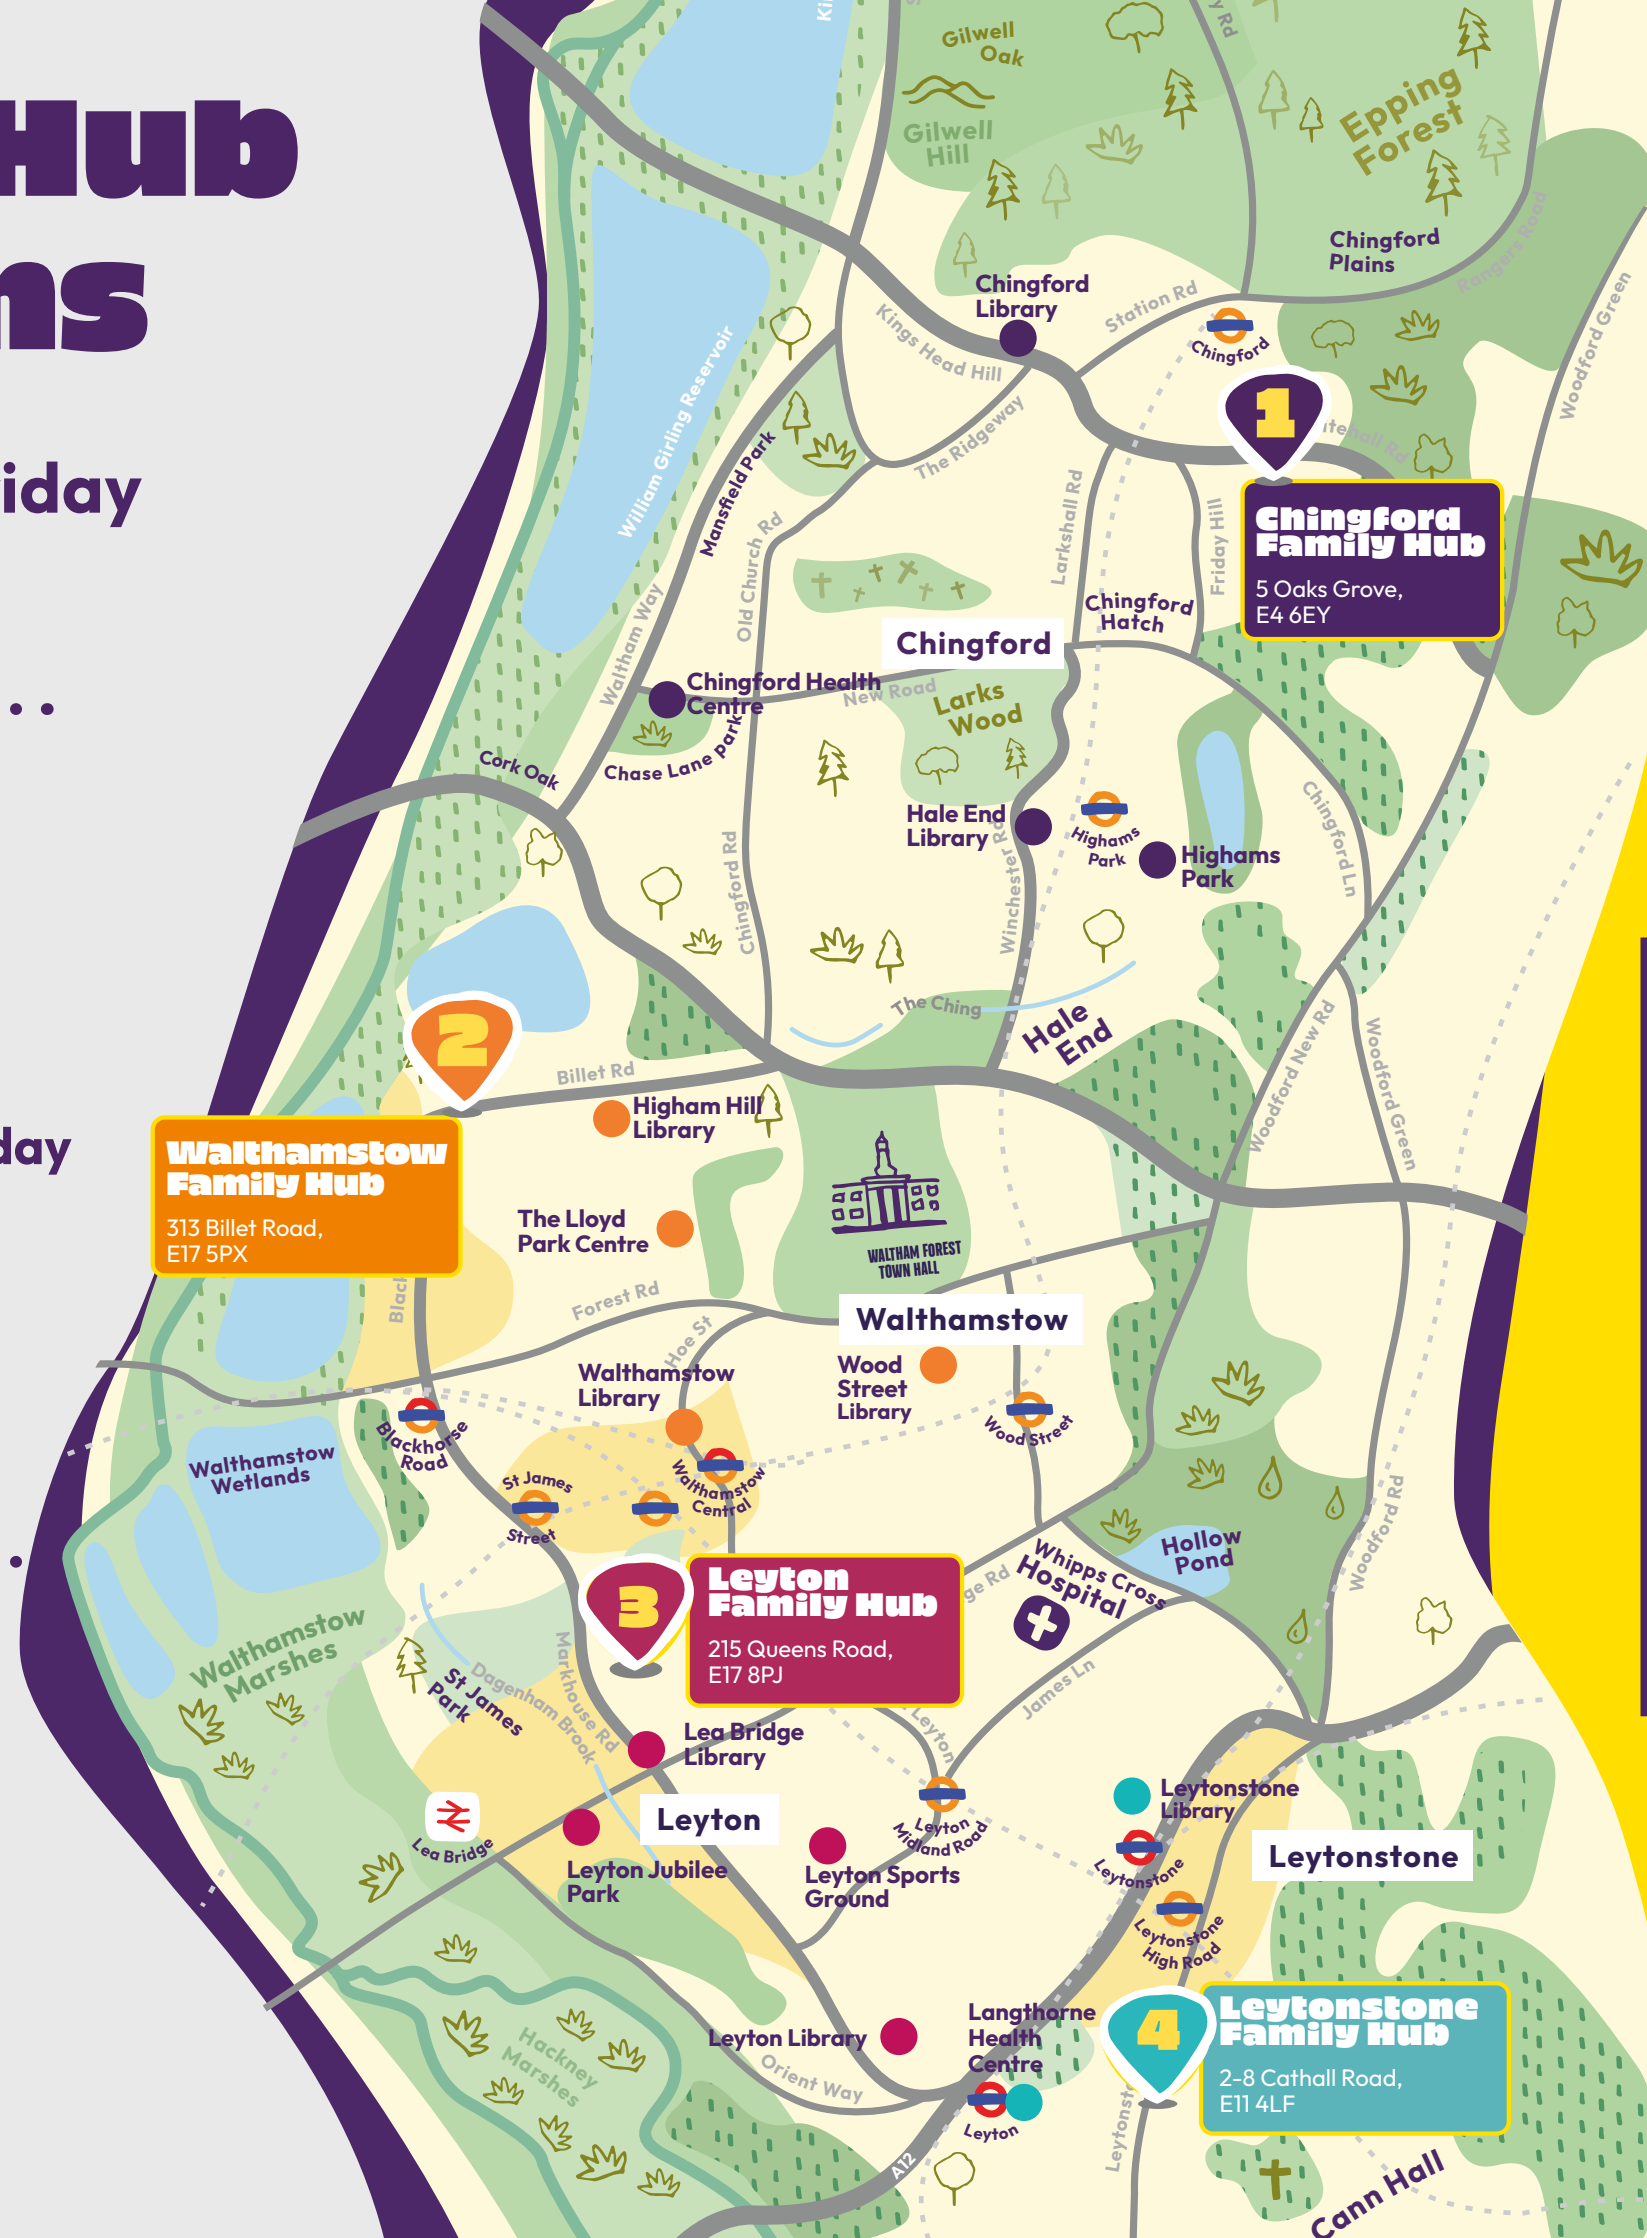 Hub
ns
iday
day
Gilwell
Oak
Gilwell
Hill
Epping
Forest
Chingford
Plains
Rangers Road
Woodford Green
Chingford
Library
Station Rd
Chingford
Kings Head Hill
The Ridgeway
William Girling Reservoir
Mansfield Park
Old Church Rd
Waltham Way
Larkshall Rd
Friday Hill
1
Chingford
Family Hub
5 Oaks Grove,
E4 6EY
Chingford
Hatch
Chingford
Chingford Health
Centre
New Road
Larks
Wood
Chase Lane park
Cork Oak
Hale End
Library
Highams
Park
Highams
Park
Chingford Ln
Winchester Rd
Chingford Rd
The Ching
Hale
End
Woodford New Rd
Woodford Green
2
Billet Rd
Higham Hill
Library
Walthamstow
Family Hub
313 Billet Road,
E17 5PX
The Lloyd
Park Centre
WALTHAM FOREST
TOWN HALL
Black
Forest Rd
Hoe St
Walthamstow
Walthamstow
Library
Wood
Street
Library
Wood Street
Blackhorse
Road
Walthamstow
Wetlands
St James
Street
Walthamstow
Central
Hollow
Pond
Woodford Rd
Whipps Cross
Hospital
ge Rd
3
Leyton
Family Hub
215 Queens Road,
E17 8PJ
Walthamstow
Marshes
St James
Park
Dagenham Brook
Markhouse Rd
James Ln
Leyton
Lea Bridge
Library
Lea Bridge
Leyton
Leyton
Midland Road
Leytonstone
Library
Leytonstone
Leytonstone
Leyton Jubilee
Park
Leyton Sports
Ground
Leytonstone
High Road
Langthorne
Health
Centre
Leyton Library
4
Leytonstone
Family Hub
2-8 Cathall Road,
E11 4LF
Hackney
Marshes
Orient Way
Leyton
Leytonst
A12
Cann Hall